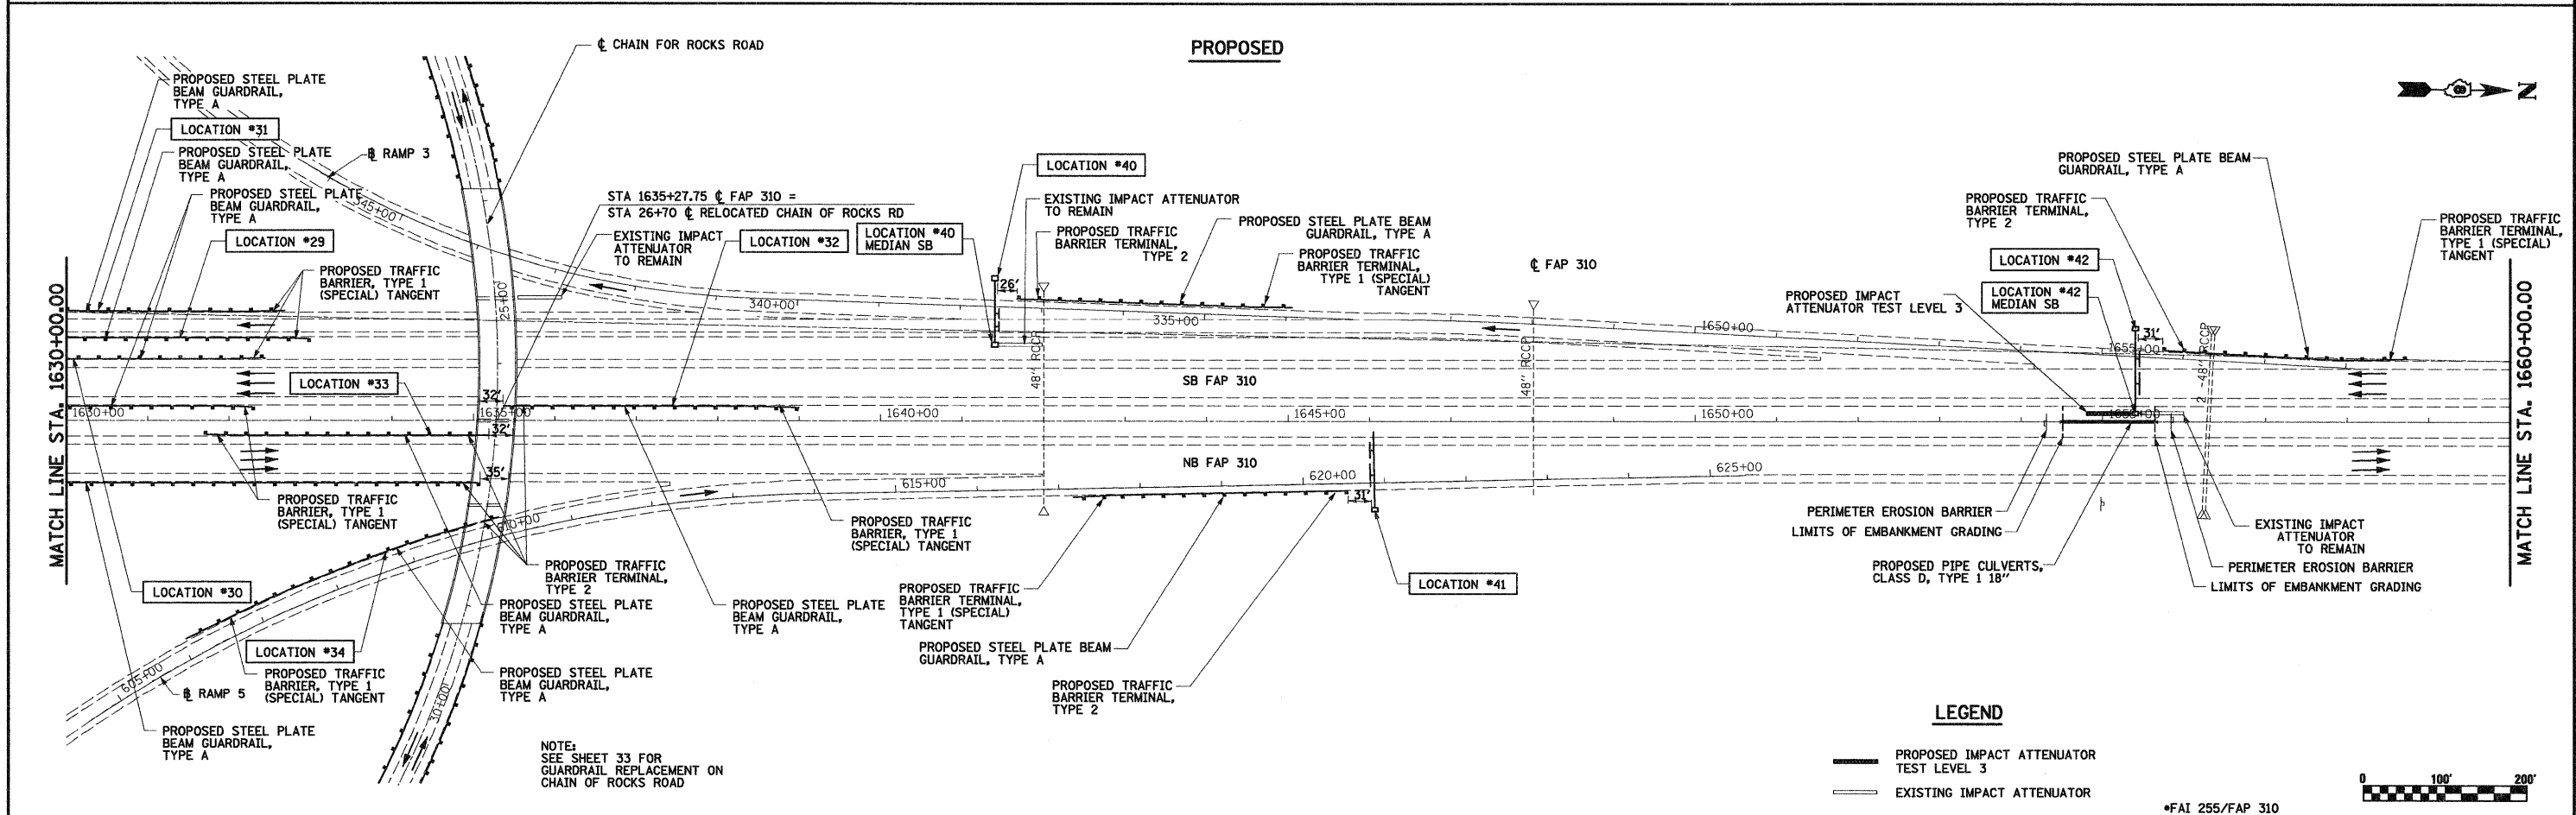 PROPOSED
℄ CHAIN FOR ROCKS ROAD
N
PROPOSED STEEL PLATE
BEAM GUARDRAIL,
TYPE A
LOCATION #31
PROPOSED STEEL PLATE
BEAM GUARDRAIL,
TYPE A
PROPOSED STEEL PLATE
BEAM GUARDRAIL,
TYPE A
LOCATION #29
PROPOSED TRAFFIC
BARRIER, TYPE 1
(SPECIAL) TANGENT
B RAMP 3
345+00
STA 1635+27.75 ℄ FAP 310 =
STA 26+70 ℄ RELOCATED CHAIN OF ROCKS RD
EXISTING IMPACT
ATTENUATOR
TO REMAIN
LOCATION #32
LOCATION #40
MEDIAN SB
LOCATION #40
EXISTING IMPACT ATTENUATOR
TO REMAIN
PROPOSED TRAFFIC
BARRIER TERMINAL,
TYPE 2
PROPOSED STEEL PLATE BEAM
GUARDRAIL, TYPE A
PROPOSED TRAFFIC
BARRIER TERMINAL,
TYPE 1 (SPECIAL)
TANGENT
℄ FAP 310
PROPOSED STEEL PLATE BEAM
GUARDRAIL, TYPE A
PROPOSED TRAFFIC
BARRIER TERMINAL,
TYPE 2
PROPOSED TRAFFIC
BARRIER TERMINAL,
TYPE 1 (SPECIAL)
TANGENT
LOCATION #42
LOCATION #42
MEDIAN SB
PROPOSED IMPACT
ATTENUATOR TEST LEVEL 3
MATCH LINE STA. 1630+00.00
MATCH LINE STA. 1660+00.00
25+00
340+00
26'
335+00
48" RCCP
48" RCCP
1650+00
1655+00
31'
2 -48" RCCP
SB FAP 310
LOCATION #33
32'
1630+00
1635+00
32'
1640+00
1645+00
1650+00
1655+00
NB FAP 310
35'
610+00
615+00
620+00
31'
625+00
PROPOSED TRAFFIC
BARRIER, TYPE 1
(SPECIAL) TANGENT
PROPOSED TRAFFIC
BARRIER, TYPE 1
(SPECIAL) TANGENT
PROPOSED TRAFFIC
BARRIER TERMINAL,
TYPE 2
PROPOSED STEEL PLATE
BEAM GUARDRAIL,
TYPE A
PROPOSED STEEL PLATE
BEAM GUARDRAIL,
TYPE A
PROPOSED TRAFFIC
BARRIER TERMINAL,
TYPE 1 (SPECIAL)
TANGENT
PROPOSED STEEL PLATE BEAM
GUARDRAIL, TYPE A
PROPOSED TRAFFIC
BARRIER TERMINAL,
TYPE 2
LOCATION #41
PERIMETER EROSION BARRIER
LIMITS OF EMBANKMENT GRADING
PROPOSED PIPE CULVERTS,
CLASS D, TYPE 1 18"
EXISTING IMPACT
ATTENUATOR
TO REMAIN
PERIMETER EROSION BARRIER
LIMITS OF EMBANKMENT GRADING
LOCATION #30
LOCATION #34
605+00
B RAMP 5
PROPOSED TRAFFIC
BARRIER, TYPE 1
(SPECIAL) TANGENT
PROPOSED STEEL PLATE
BEAM GUARDRAIL,
TYPE A
PROPOSED STEEL PLATE
BEAM GUARDRAIL,
TYPE A
30+00
NOTE:
SEE SHEET 33 FOR
GUARDRAIL REPLACEMENT ON
CHAIN OF ROCKS ROAD
LEGEND
PROPOSED IMPACT ATTENUATOR
TEST LEVEL 3
EXISTING IMPACT ATTENUATOR
0 100' 200'
*FAI 255/FAP 310